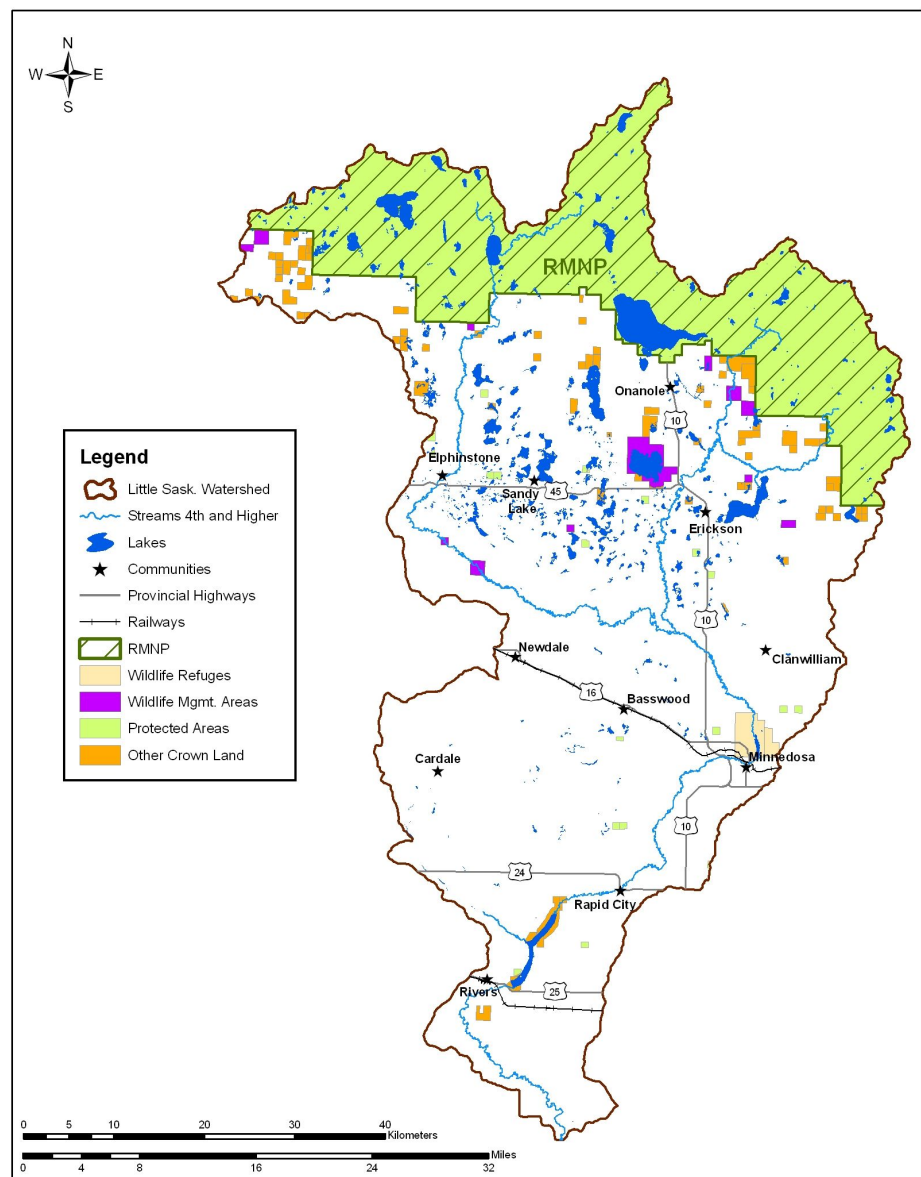 N
W E
S
RMNP
Onanole
10
Elphinstone
Sandy
Lake
45
Erickson
10
Newdale
Clanwilliam
16
Basswood
Minnedosa
Cardale
10
24
Rapid City
Rivers
25
Legend
Little Sask. Watershed
Streams 4th and Higher
Lakes
Communities
Provincial Highways
Railways
RMNP
Wildlife Refuges
Wildlife Mgmt. Areas
Protected Areas
Other Crown Land
0 5 10 20 30 40
Kilometers
Miles
0 4 8 16 24 32